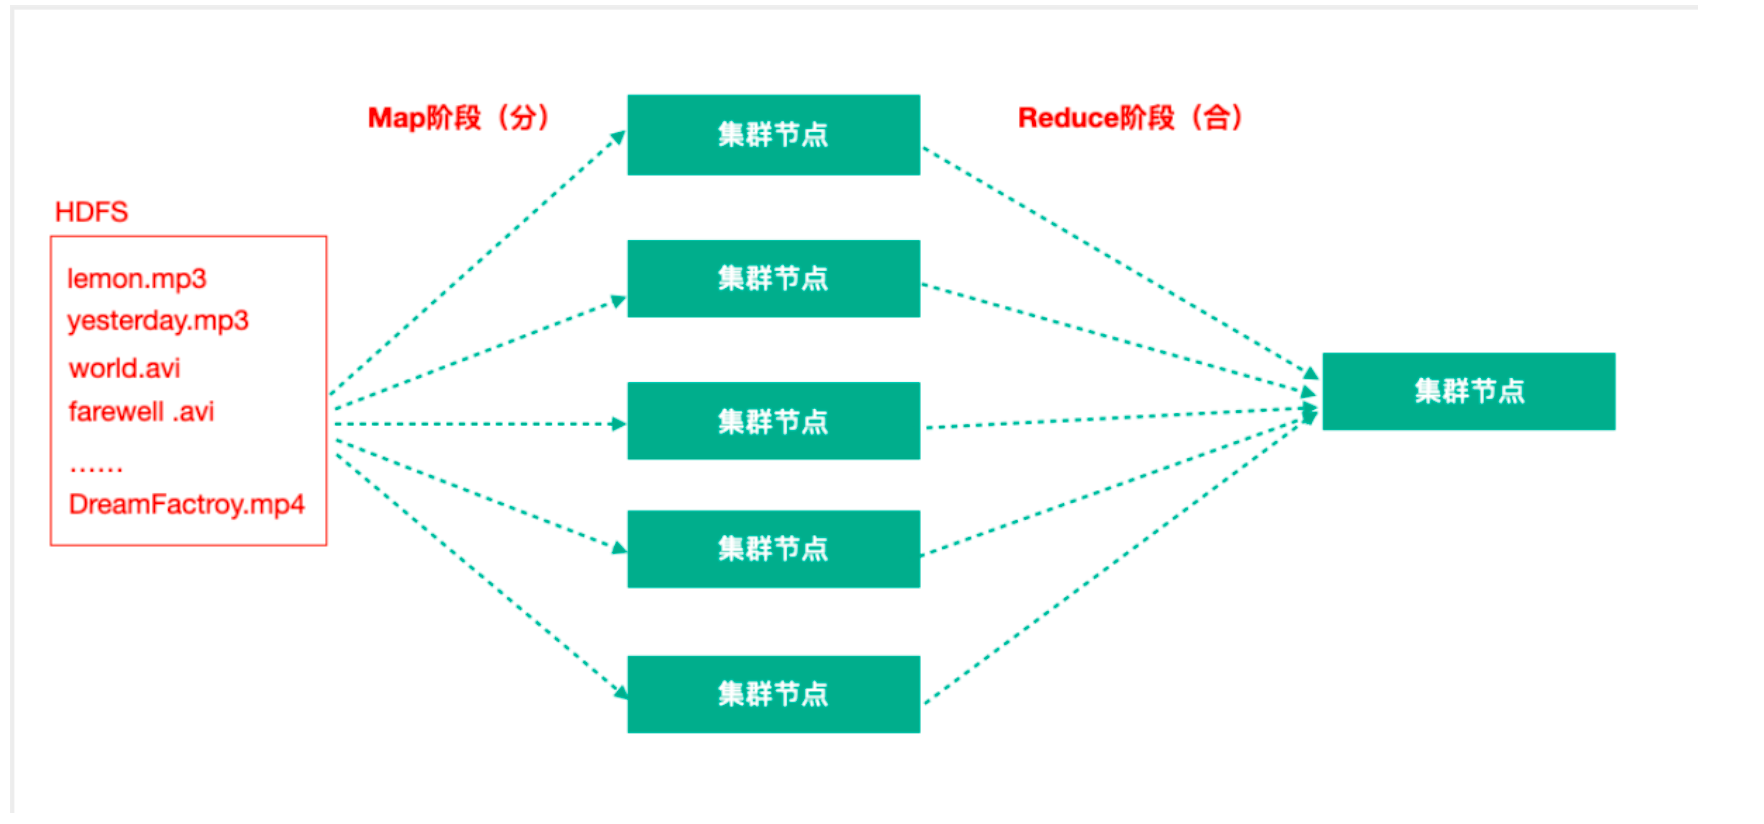 Map阶段（分）
Reduce阶段（合）
HDFS
lemon.mp3
yesterday.mp3
world.avi
farewell .avi
......
DreamFactroy.mp4
集群节点
集群节点
集群节点
集群节点
集群节点
集群节点